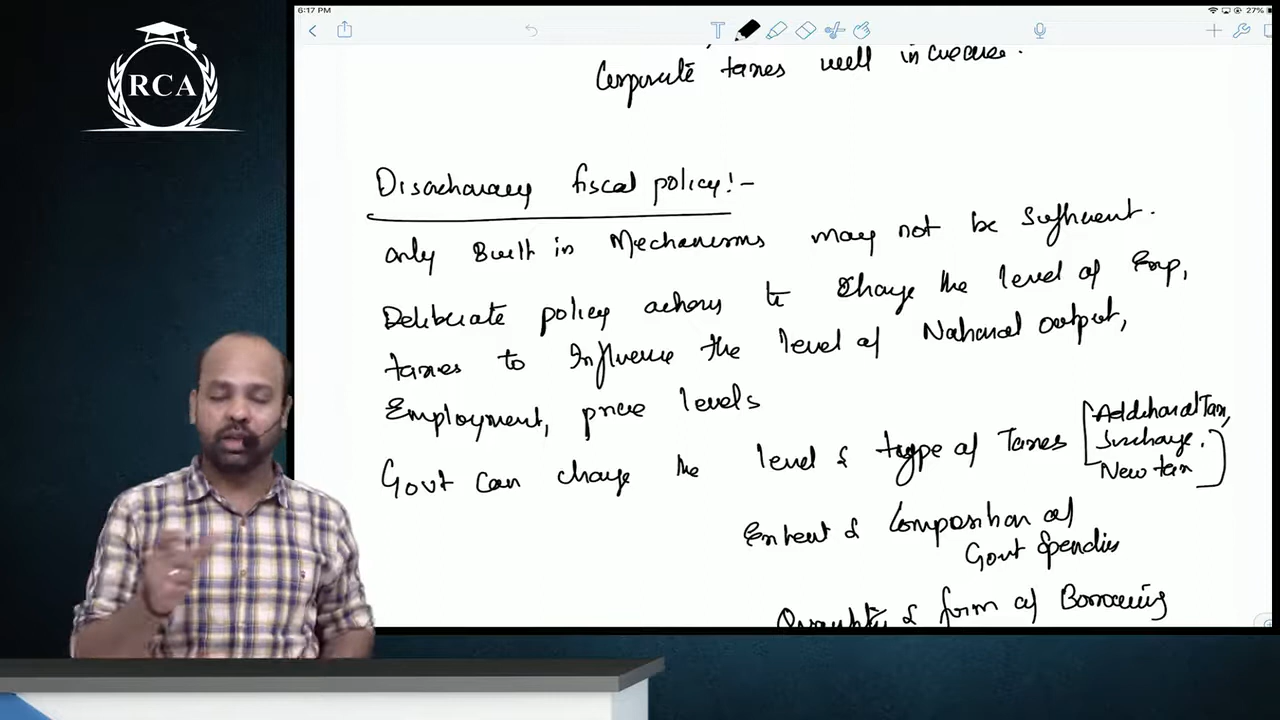 6:17 PM
27%
RCA
T
Corporate taxes will increase.
Discretionary fiscal policy:-
only Built in Mechanisms may not be sufficient.
Deliberate policy actions to change the level of Exp,
taxes to Influence the level of National output,
Employment, price levels
Govt can change the level & type of Taxes
Additional Tax,
Surcharge.
New tax
Extent & Composition of
Govt Spending
Quantity & form of Borrowing